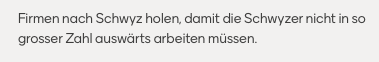 Firmen nach Schwyz holen, damit die Schwyzer nicht in so
grosser Zahl auswärts arbeiten müssen.